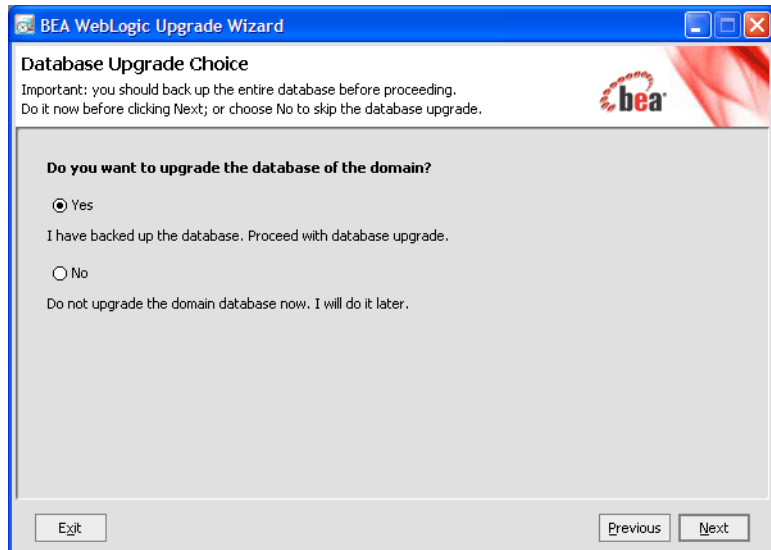 BEA WebLogic Upgrade Wizard
Database Upgrade Choice
Important: you should back up the entire database before proceeding.
Do it now before clicking Next; or choose No to skip the database upgrade.
bea
Do you want to upgrade the database of the domain?
Yes
I have backed up the database. Proceed with database upgrade.
No
Do not upgrade the domain database now. I will do it later.
Exit Previous Next